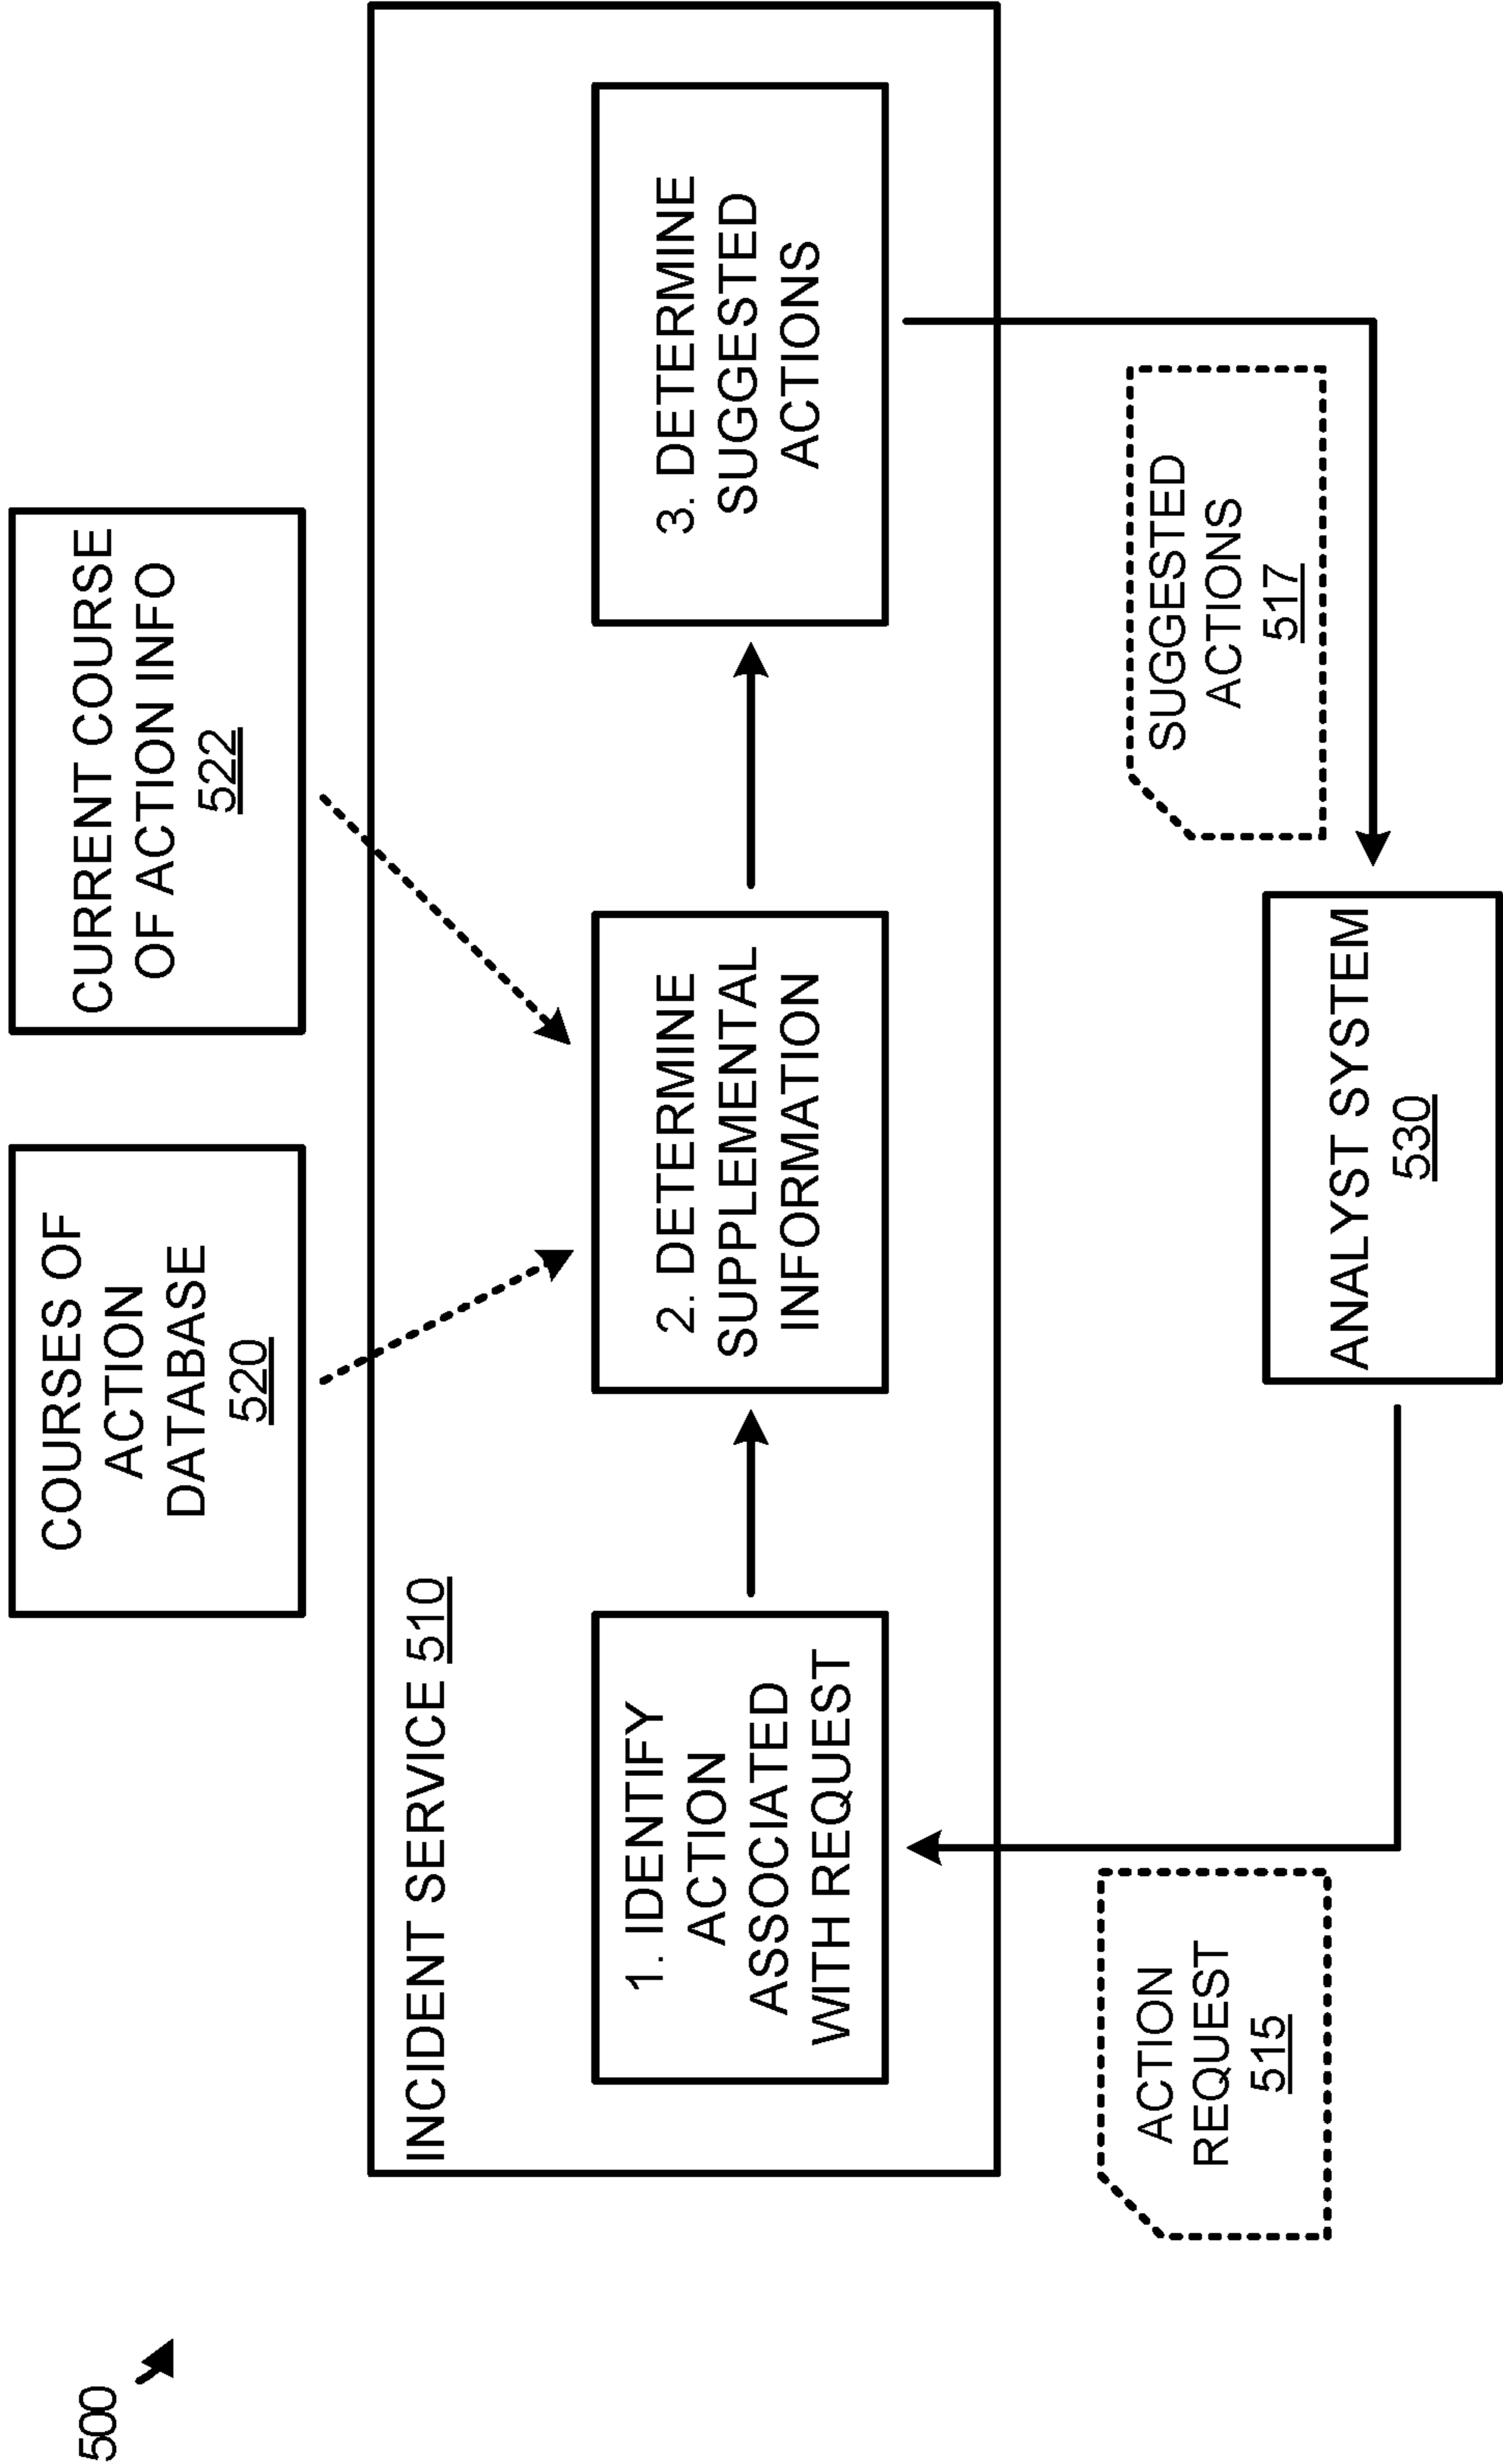 500
COURSES OF
ACTION
DATABASE
520
CURRENT COURSE
OF ACTION INFO
522
INCIDENT SERVICE 510
1. IDENTIFY
ACTION
ASSOCIATED
WITH REQUEST
2. DETERMINE
SUPPLEMENTAL
INFORMATION
3. DETERMINE
SUGGESTED
ACTIONS
ACTION
REQUEST
515
SUGGESTED
ACTIONS
517
ANALYST SYSTEM
530